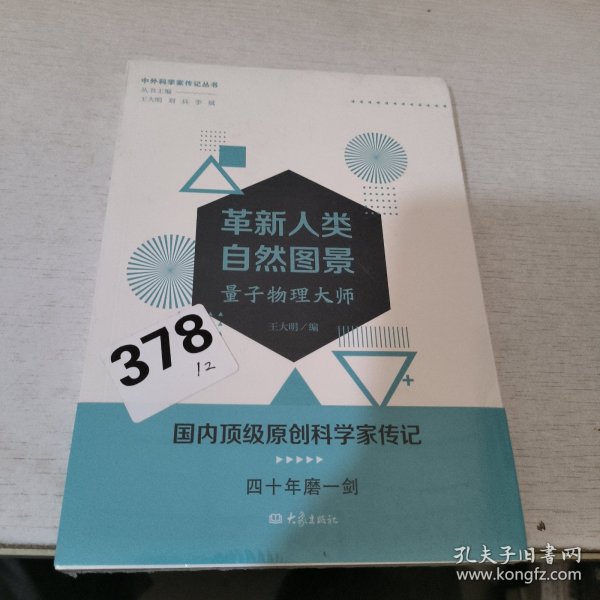 中外科学家传记丛书
丛书主编
王大明 刘兵 李斌
革新人类
自然图景
量子物理大师
王大明/编
378
12
国内顶级原创科学家传记
四十年磨一剑
大象出版社
孔夫子旧书网
www.kongfz.com